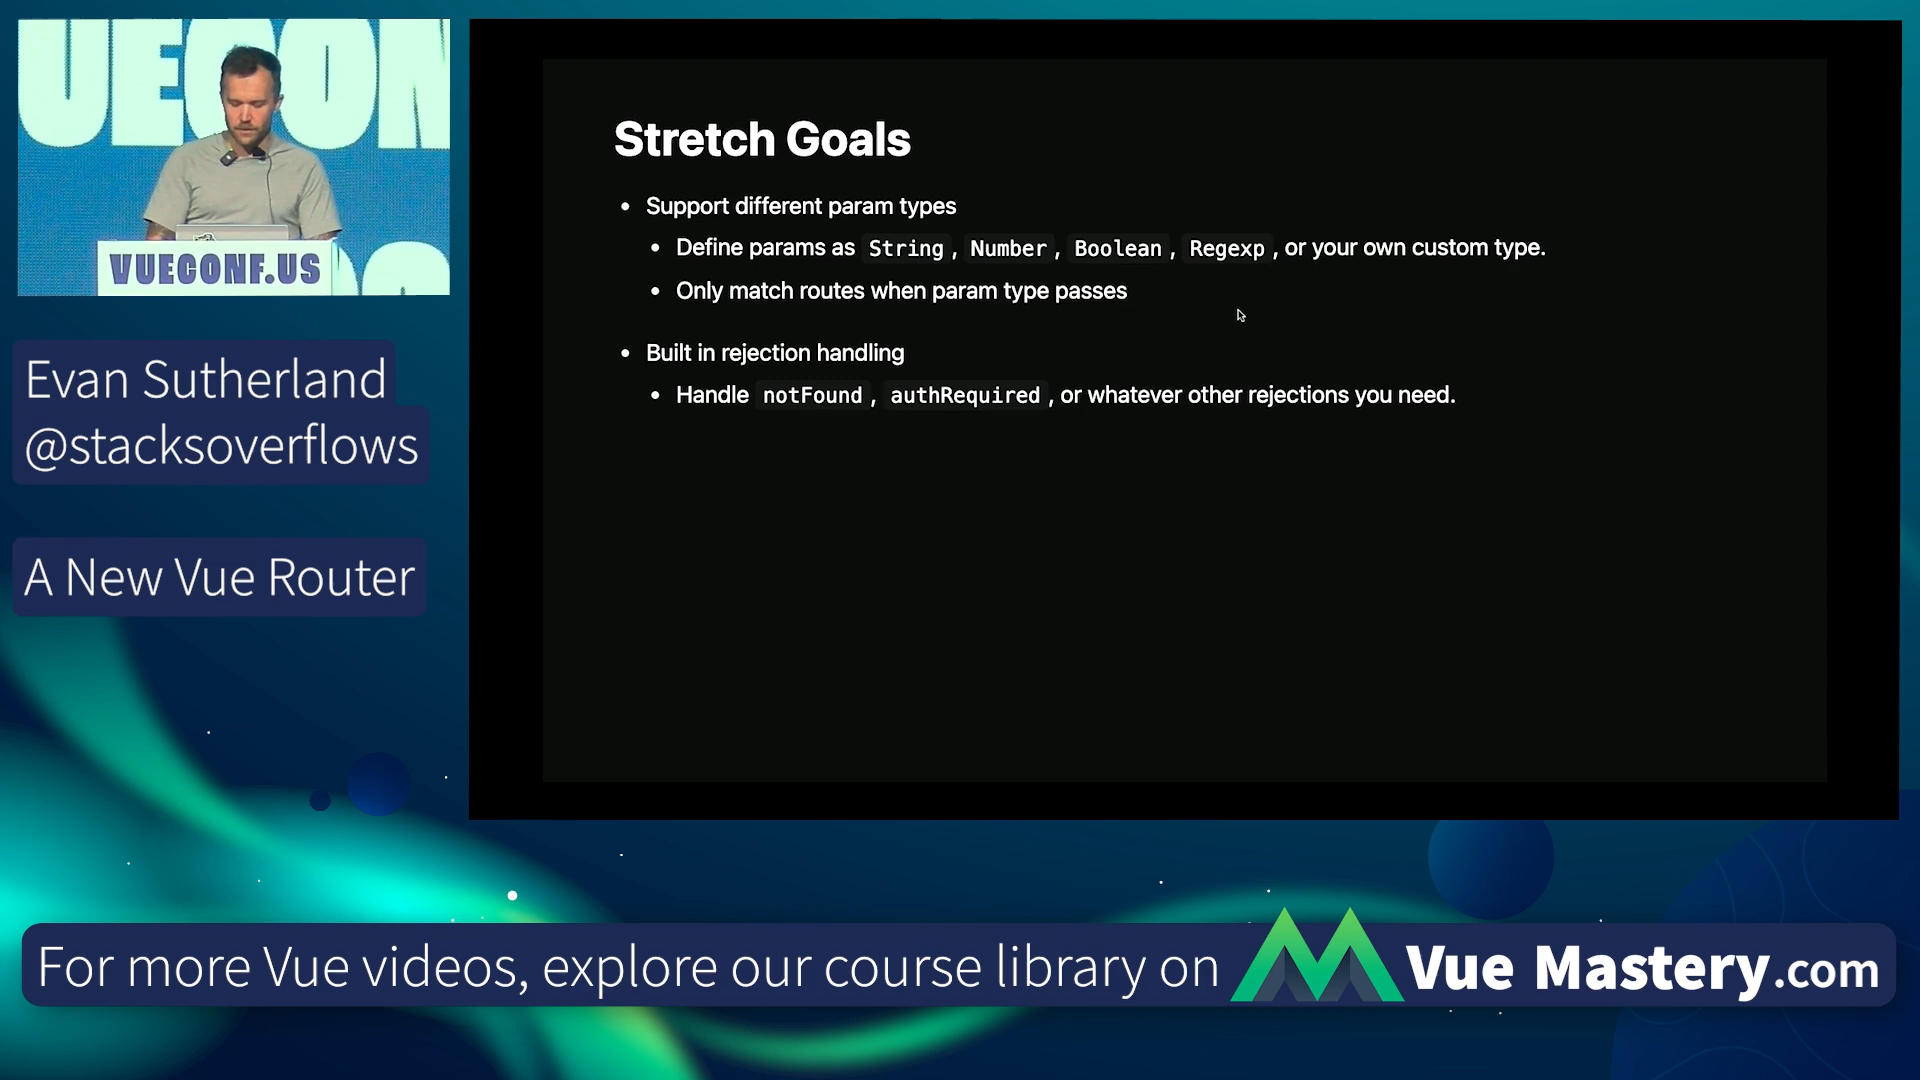 UECON
VUECONF.US
Evan Sutherland
@stacksoverflows
A New Vue Router
Stretch Goals
• Support different param types
• Define params as String, Number, Boolean, Regexp, or your own custom type.
• Only match routes when param type passes
• Built in rejection handling
• Handle notFound, authRequired, or whatever other rejections you need.
For more Vue videos, explore our course library on Vue Mastery.com